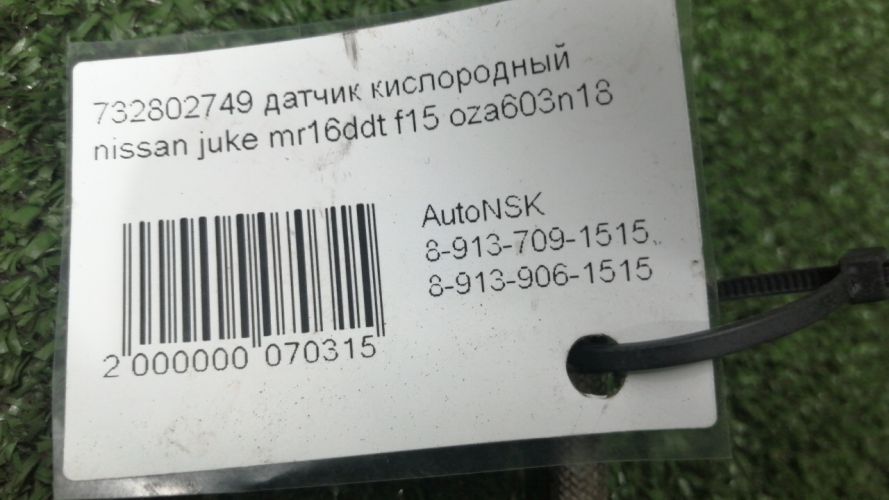 732802749 датчик кислородный
nissan juke mr16ddt f15 oza603n18
AutoNSK
8-913-709-1515,
8-913-906-1515
2 000000 070315